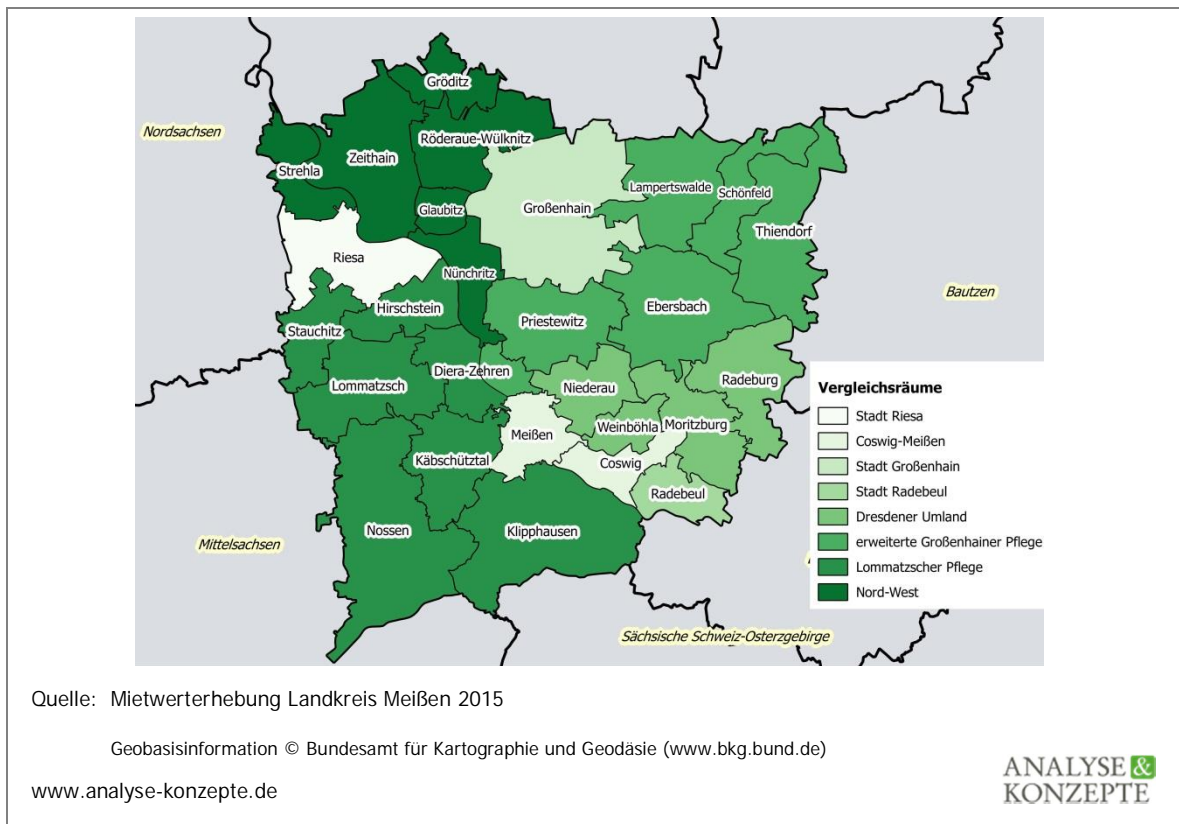 Gröditz
Nordsachsen
Röderaue-Wülknitz
Zeithain
Strehla
Lampertswalde
Schönfeld
Glaubitz
Großenhain
Thiendorf
Riesa
Nünchritz
Bautzen
Hirschstein
Ebersbach
Priestewitz
Stauchitz
Diera-Zehren
Radeburg
Lommatzsch
Niederau
Vergleichsräume
Stadt Riesa
Moritzburg
Weinböhla
Meißen
Coswig-Meißen
Käbschütztal
Coswig
Stadt Großenhain
Radebeul
Stadt Radebeul
Dresdener Umland
Nossen
Klipphausen
Mittelsachsen
erweiterte Großenhainer Pflege
Lommatzscher Pflege
Nord-West
Sächsische Schweiz-Osterzgebirge
Quelle: Mietwerterhebung Landkreis Meißen 2015
Geobasisinformation © Bundesamt für Kartographie und Geodäsie (www.bkg.bund.de)
www.analyse-konzepte.de
ANALYSE &
KONZEPTE